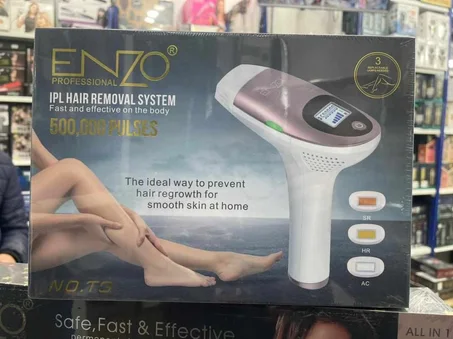 ENZO®
PROFESSIONAL
IPL HAIR REMOVAL SYSTEM
Fast and effective on the body
500,000 PULSES
3
The ideal way to prevent
hair regrowth for
smooth skin at home
SR
HR
AC
NO.T5
Safe, Fast & Effective
ALL IN 1